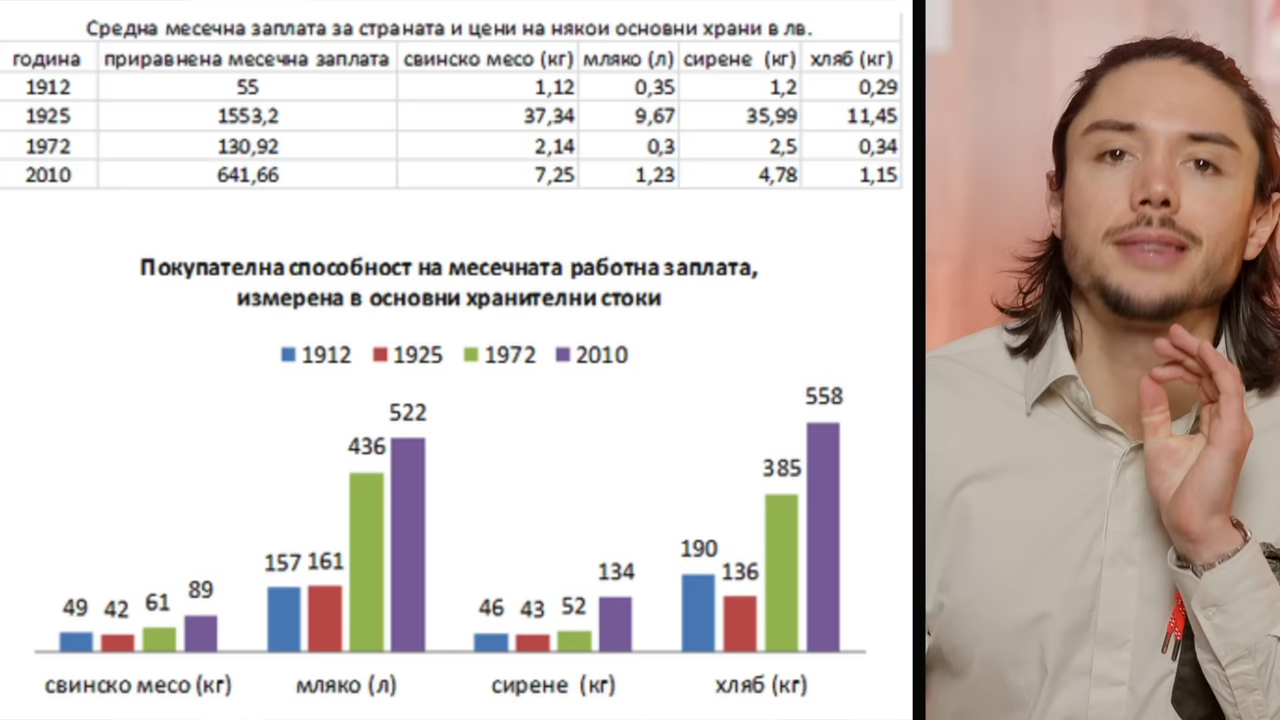 Средна месечна заплата за страната и цени на някои основни храни в лв.
година приравнена месечна заплата свинско месо (кг) мляко (л) сирене (кг) хляб (кг)
1912 55 1,12 0,35 1,2 0,29
1925 1553,2 37,34 9,67 35,99 11,45
1972 130,92 2,14 0,3 2,5 0,34
2010 641,66 7,25 1,23 4,78 1,15
Покупателна способност на месечната работна заплата,
измерена в основни хранителни стоки
1912 1925 1972 2010
49 42 61 89 157 161 436 522 46 43 52 134 190 136 385 558
свинско месо (кг) мляко (л) сирене (кг) хляб (кг)